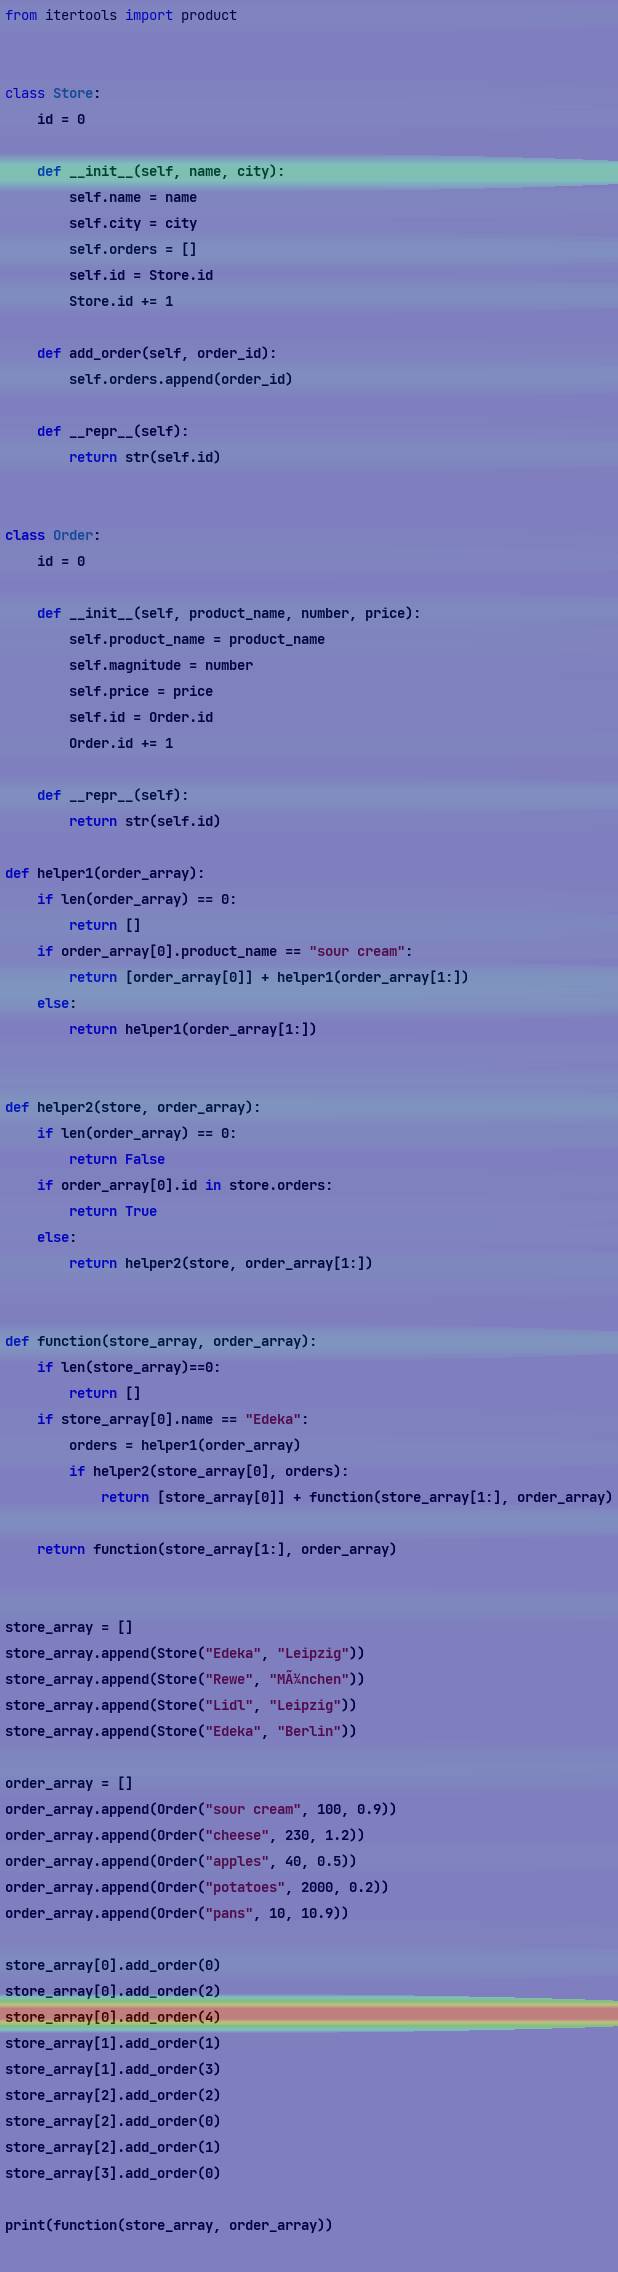 from itertools import product
class Store:
    id = 0
    def __init__(self, name, city):
        self.name = name
        self.city = city
        self.orders = []
        self.id = Store.id
        Store.id += 1
    def add_order(self, order_id):
        self.orders.append(order_id)
    def __repr__(self):
        return str(self.id)
class Order:
    id = 0
    def __init__(self, product_name, number, price):
        self.product_name = product_name
        self.magnitude = number
        self.price = price
        self.id = Order.id
        Order.id += 1
    def __repr__(self):
        return str(self.id)
def helper1(order_array):
    if len(order_array) == 0:
        return []
    if order_array[0].product_name == "sour cream":
        return [order_array[0]] + helper1(order_array[1:])
    else:
        return helper1(order_array[1:])
def helper2(store, order_array):
    if len(order_array) == 0:
        return False
    if order_array[0].id in store.orders:
        return True
    else:
        return helper2(store, order_array[1:])
def function(store_array, order_array):
    if len(store_array)==0:
        return []
    if store_array[0].name == "Edeka":
        orders = helper1(order_array)
        if helper2(store_array[0], orders):
            return [store_array[0]] + function(store_array[1:], order_array)
    return function(store_array[1:], order_array)
store_array = []
store_array.append(Store("Edeka", "Leipzig"))
store_array.append(Store("Rewe", "MÃ¼nchen"))
store_array.append(Store("Lidl", "Leipzig"))
store_array.append(Store("Edeka", "Berlin"))
order_array = []
order_array.append(Order("sour cream", 100, 0.9))
order_array.append(Order("cheese", 230, 1.2))
order_array.append(Order("apples", 40, 0.5))
order_array.append(Order("potatoes", 2000, 0.2))
order_array.append(Order("pans", 10, 10.9))
store_array[0].add_order(0)
store_array[0].add_order(2)
store_array[0].add_order(4)
store_array[1].add_order(1)
store_array[1].add_order(3)
store_array[2].add_order(2)
store_array[2].add_order(0)
store_array[2].add_order(1)
store_array[3].add_order(0)
print(function(store_array, order_array))